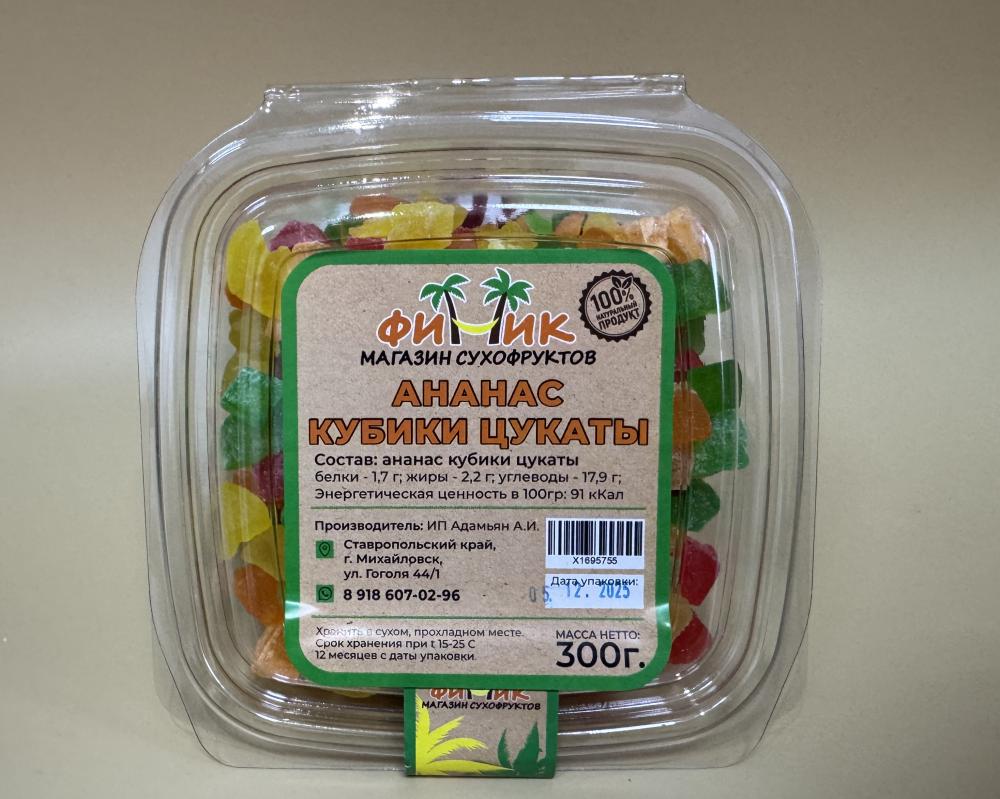 ФИНИК
МАГАЗИН СУХОФРУКТОВ
100%
НАТУРАЛЬНЫЙ
ПРОДУКТ
АНАНАС
КУБИКИ ЦУКАТЫ
Состав: ананас кубики цукаты
белки - 1,7 г; жиры - 2,2 г; углеводы - 17,9 г;
Энергетическая ценность в 100гр: 91 кКал
Производитель: ИП Адамьян А.И.
Ставропольский край,
г. Михайловск,
ул. Гоголя 44/1
8 918 607-02-96
X1695755
Дата упаковки:
05. 12. 2025
Хранить в сухом, прохладном месте.
Срок хранения при t 15-25 С
12 месяцев с даты упаковки.
МАССА НЕТТО:
300г.
ФИНИК
МАГАЗИН СУХОФРУКТОВ